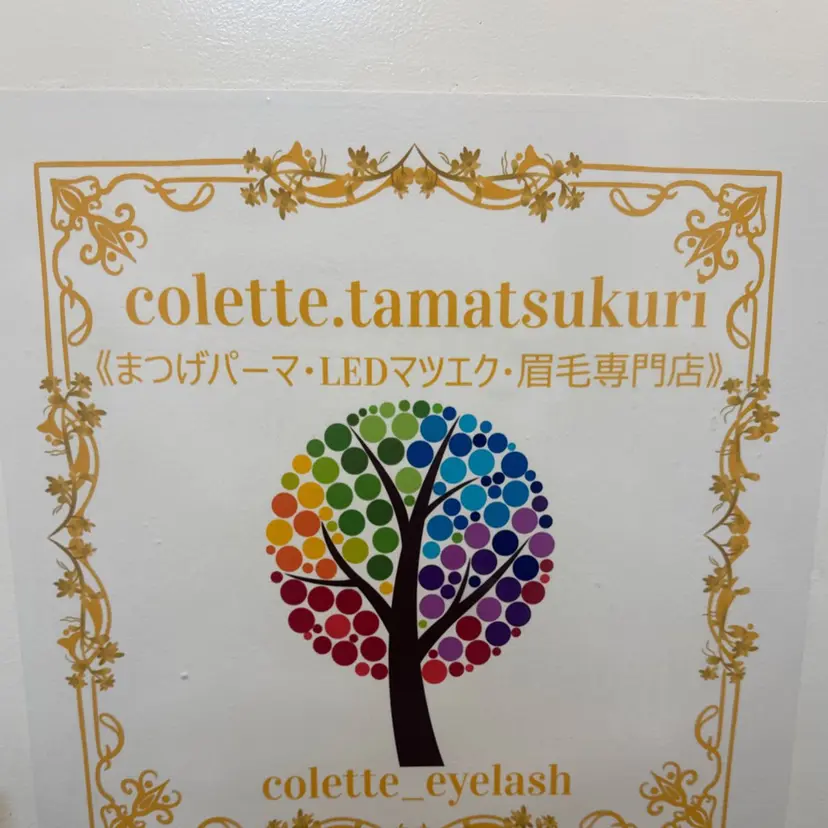 colette.tamatsukuri
《まつげパーマ・LEDマツエク・眉毛専門店》
colette_eyelash